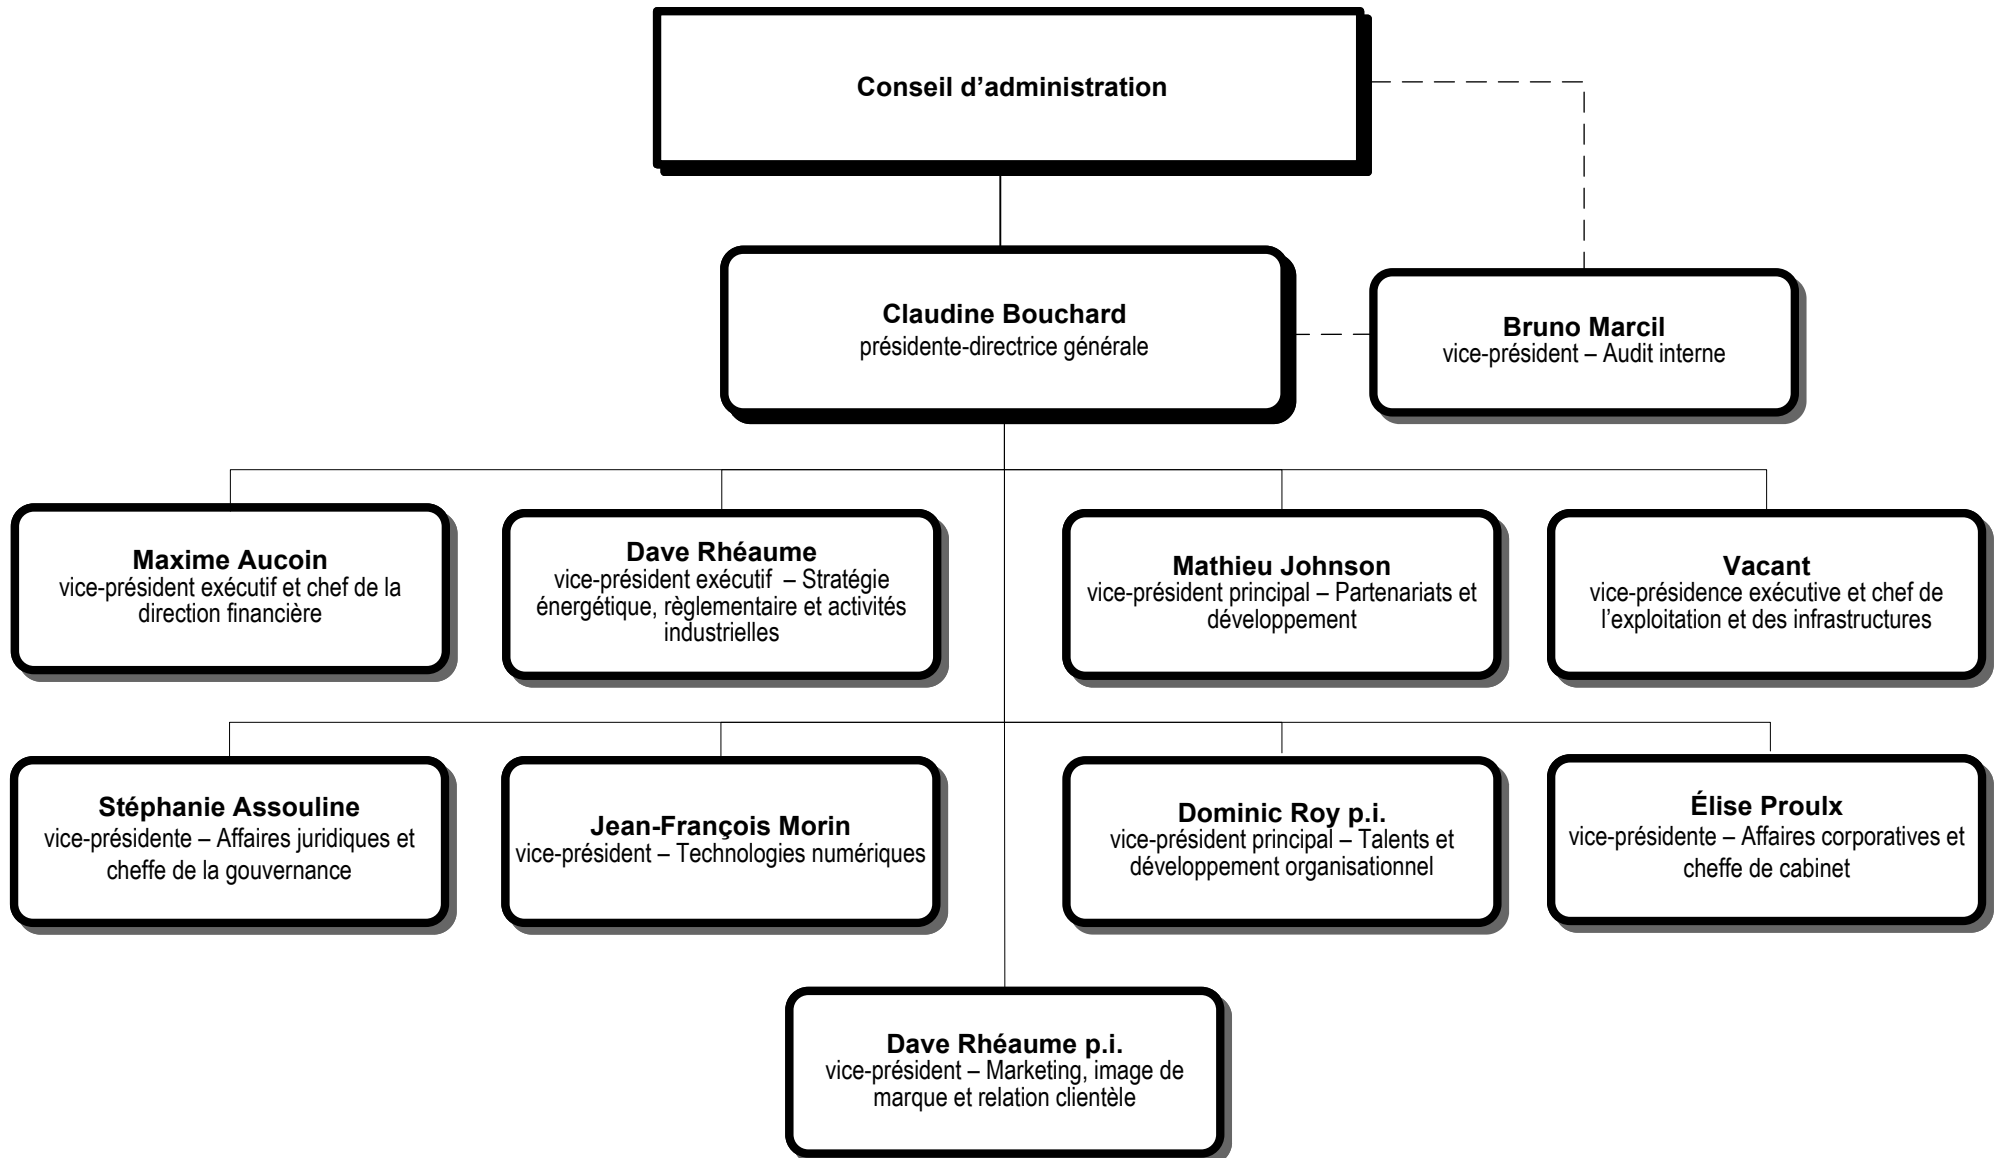 Conseil d’administration
Claudine Bouchard
présidente-directrice générale
Bruno Marcil
vice-président – Audit interne
Maxime Aucoin
vice-président exécutif et chef de la
direction financière
Dave Rhéaume
vice-président exécutif – Stratégie
énergétique, règlementaire et activités
industrielles
Mathieu Johnson
vice-président principal – Partenariats et
développement
Vacant
vice-présidence exécutive et chef de
l’exploitation et des infrastructures
Stéphanie Assouline
vice-présidente – Affaires juridiques et
cheffe de la gouvernance
Jean-François Morin
vice-président – Technologies numériques
Dominic Roy p.i.
vice-président principal – Talents et
développement organisationnel
Élise Proulx
vice-présidente – Affaires corporatives et
cheffe de cabinet
Dave Rhéaume p.i.
vice-président – Marketing, image de
marque et relation clientèle